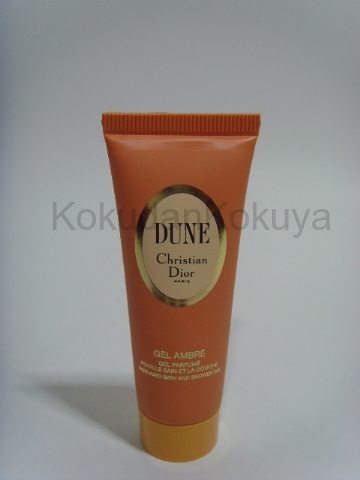 KokudanKokuya
DUNE
Christian
Dior
PARIS
GEL AMBRÉ
GEL PARFUMÉ
POUR LE BAIN ET LA DOUCHE
PERFUMED BATH AND SHOWER GEL